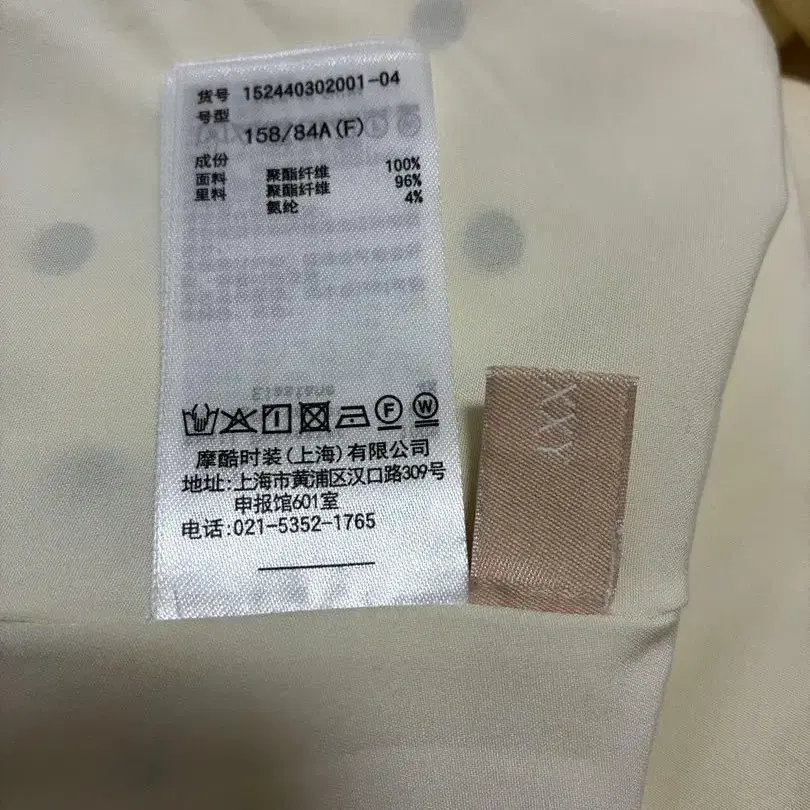 货号 152440302001-04
号型
158/84A(F)
成份
面料 聚酯纤维 100%
里料 聚酯纤维 96%
氨纶 4%
Elastane
F W
摩酷时装(上海)有限公司
地址:上海市黄浦区汉口路309号
申报馆601室
电话:021-5352-1765
XXY